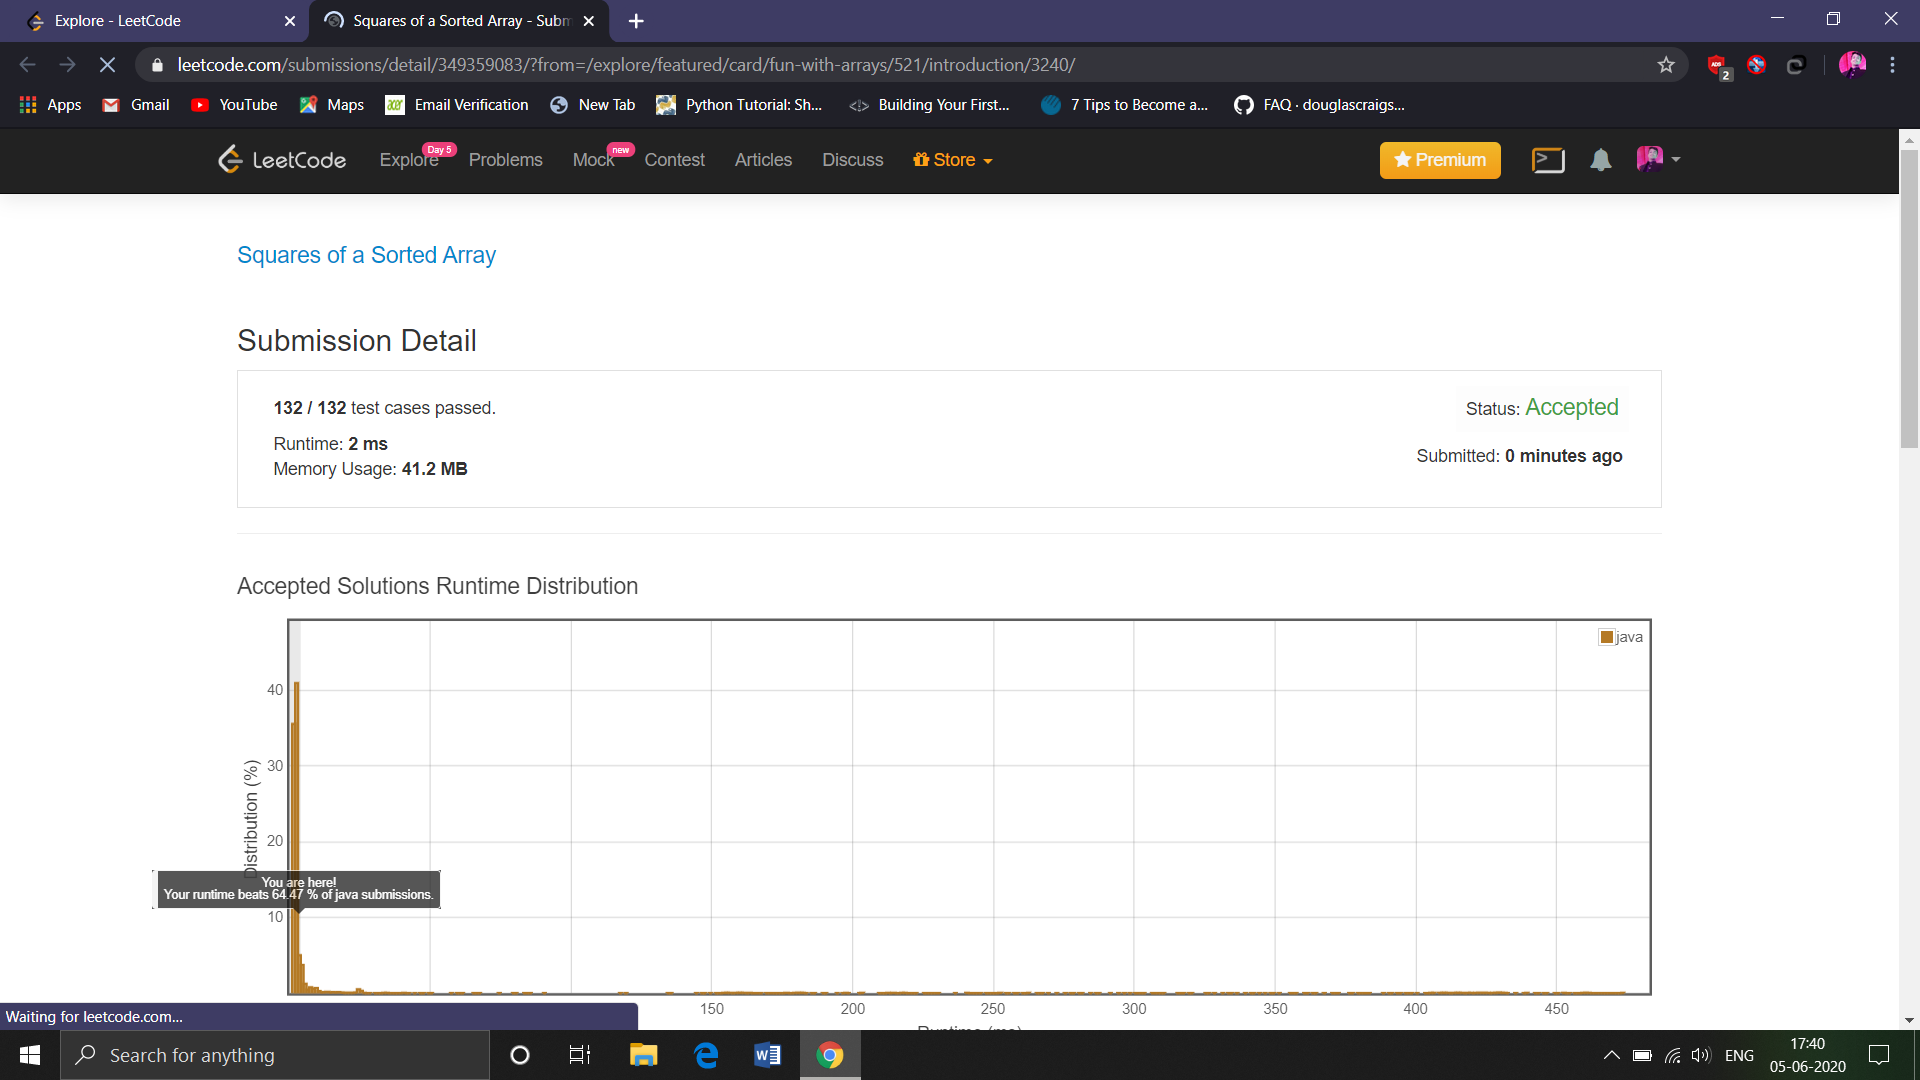 Explore - LeetCode
Squares of a Sorted Array - Subm
leetcode.com/submissions/detail/349359083/?from=/explore/featured/card/fun-with-arrays/521/introduction/3240/
2
Apps Gmail YouTube Maps acer Email Verification New Tab Python Tutorial: Sh... Building Your First... 7 Tips to Become a... FAQ · douglascraigs...
LeetCode Explore Day 5 Problems Mock new Contest Articles Discuss Store Premium
Squares of a Sorted Array
Submission Detail
132 / 132 test cases passed.
Status: Accepted
Runtime: 2 ms
Submitted: 0 minutes ago
Memory Usage: 41.2 MB
Accepted Solutions Runtime Distribution
java
40
30
20
10
Distribution (%)
You are here!
Your runtime beats 64.47 % of java submissions.
150 200 250 300 350 400 450
Runtime (ms)
Waiting for leetcode.com...
Search for anything
ENG
17:40
05-06-2020